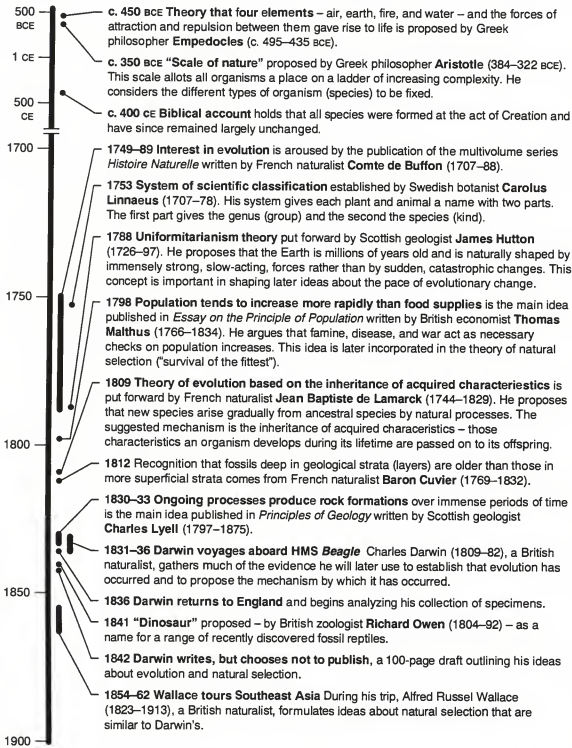 500
BCE
1 CE
500
CE
1700
1750
1800
1850
1900
c. 450 BCE Theory that four elements – air, earth, fire, and water – and the forces of
attraction and repulsion between them gave rise to life is proposed by Greek
philosopher Empedocles (c. 495–435 BCE).
c. 350 BCE "Scale of nature" proposed by Greek philosopher Aristotle (384–322 BCE).
This scale allots all organisms a place on a ladder of increasing complexity. He
considers the different types of organism (species) to be fixed.
c. 400 CE Biblical account holds that all species were formed at the act of Creation and
have since remained largely unchanged.
1749–89 Interest in evolution is aroused by the publication of the multivolume series
Histoire Naturelle written by French naturalist Comte de Buffon (1707–88).
1753 System of scientific classification established by Swedish botanist Carolus
Linnaeus (1707–78). His system gives each plant and animal a name with two parts.
The first part gives the genus (group) and the second the species (kind).
1788 Uniformitarianism theory put forward by Scottish geologist James Hutton
(1726–97). He proposes that the Earth is millions of years old and is naturally shaped by
immensely strong, slow-acting, forces rather than by sudden, catastrophic changes. This
concept is important in shaping later ideas about the pace of evolutionary change.
1798 Population tends to increase more rapidly than food supplies is the main idea
published in Essay on the Principle of Population written by British economist Thomas
Malthus (1766–1834). He argues that famine, disease, and war act as necessary
checks on population increases. This idea is later incorporated in the theory of natural
selection ("survival of the fittest").
1809 Theory of evolution based on the inheritance of acquired characteriestics is
put forward by French naturalist Jean Baptiste de Lamarck (1744–1829). He proposes
that new species arise gradually from ancestral species by natural processes. The
suggested mechanism is the inheritance of acquired characeristics – those
characteristics an organism develops during its lifetime are passed on to its offspring.
1812 Recognition that fossils deep in geological strata (layers) are older than those in
more superficial strata comes from French naturalist Baron Cuvier (1769–1832).
1830–33 Ongoing processes produce rock formations over immense periods of time
is the main idea published in Principles of Geology written by Scottish geologist
Charles Lyell (1797–1875).
1831–36 Darwin voyages aboard HMS Beagle Charles Darwin (1809–82), a British
naturalist, gathers much of the evidence he will later use to establish that evolution has
occurred and to propose the mechanism by which it has occurred.
1836 Darwin returns to England and begins analyzing his collection of specimens.
1841 "Dinosaur" proposed – by British zoologist Richard Owen (1804–92) – as a
name for a range of recently discovered fossil reptiles.
1842 Darwin writes, but chooses not to publish, a 100-page draft outlining his ideas
about evolution and natural selection.
1854–62 Wallace tours Southeast Asia During his trip, Alfred Russel Wallace
(1823–1913), a British naturalist, formulates ideas about natural selection that are
similar to Darwin's.